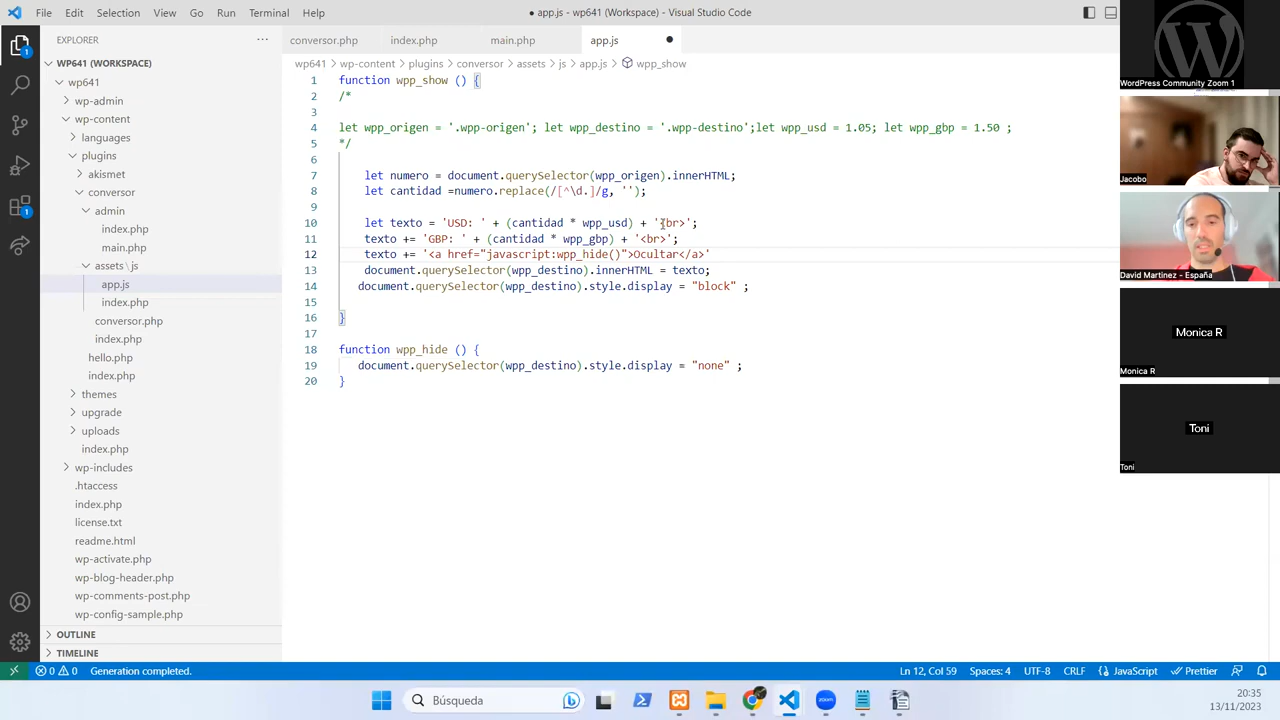 File Edit Selection View Go Run Terminal Help
● app.js - wp641 (Workspace) - Visual Studio Code
EXPLORER ···
conversor.php index.php main.php app.js ●
WP641 (WORKSPACE)
wp641 > wp-content > plugins > conversor > assets > js > app.js > wpp_show
wp641
wp-admin
wp-content
languages
plugins
akismet
conversor
admin
index.php
main.php
assets \ js
app.js
index.php
conversor.php
index.php
hello.php
index.php
themes
upgrade
uploads
index.php
wp-includes
.htaccess
index.php
license.txt
readme.html
wp-activate.php
wp-blog-header.php
wp-comments-post.php
wp-config-sample.php
OUTLINE
TIMELINE
1 function wpp_show () {
2 /*
3
4 let wpp_origen = '.wpp-origen'; let wpp_destino = '.wpp-destino';let wpp_usd = 1.05; let wpp_gbp = 1.50 ;
5 */
6
7 let numero = document.querySelector(wpp_origen).innerHTML;
8 let cantidad =numero.replace(/[^\d.]/g, '');
9
10 let texto = 'USD: ' + (cantidad * wpp_usd) + '<br>';
11 texto += 'GBP: ' + (cantidad * wpp_gbp) + '<br>';
12 texto += '<a href="javascript:wpp_hide()">Ocultar</a>'
13 document.querySelector(wpp_destino).innerHTML = texto;
14 document.querySelector(wpp_destino).style.display = "block" ;
15
16 }
17
18 function wpp_hide () {
19 document.querySelector(wpp_destino).style.display = "none" ;
20 }
WordPress Community Zoom 1
Jacobo
David Martínez - España
Monica R
Monica R
Toni
Toni
1
1
0 0 Generation completed.
Ln 12, Col 59 Spaces: 4 UTF-8 CRLF {} JavaScript Prettier
Búsqueda
zoom
20:35
13/11/2023